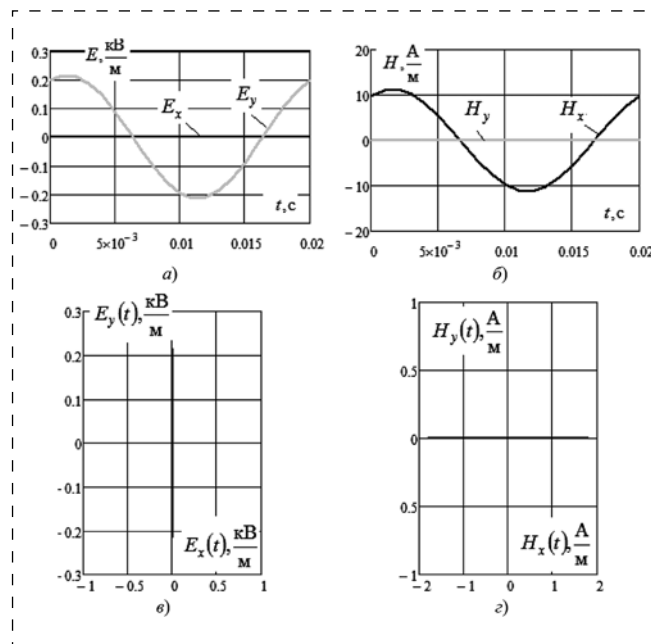 E, кВ/м
0.3
0.2
0.1
0
−0.1
−0.2
−0.3
E_x
E_y
t,с
0 5×10⁻³ 0.01 0.015 0.02
а)
H, А/м
20
10
0
−10
−20
H_y
H_x
t,с
0 5×10⁻³ 0.01 0.015 0.02
б)
E_y(t), кВ/м
0.3
0.2
0.1
0
-0.1
-0.2
-0.3
E_x(t), кВ/м
−1 −0.5 0 0.5 1
в)
H_y(t), А/м
1
0.5
0
0.5
−1
H_x(t), А/м
−2 −1 0 1 2
г)